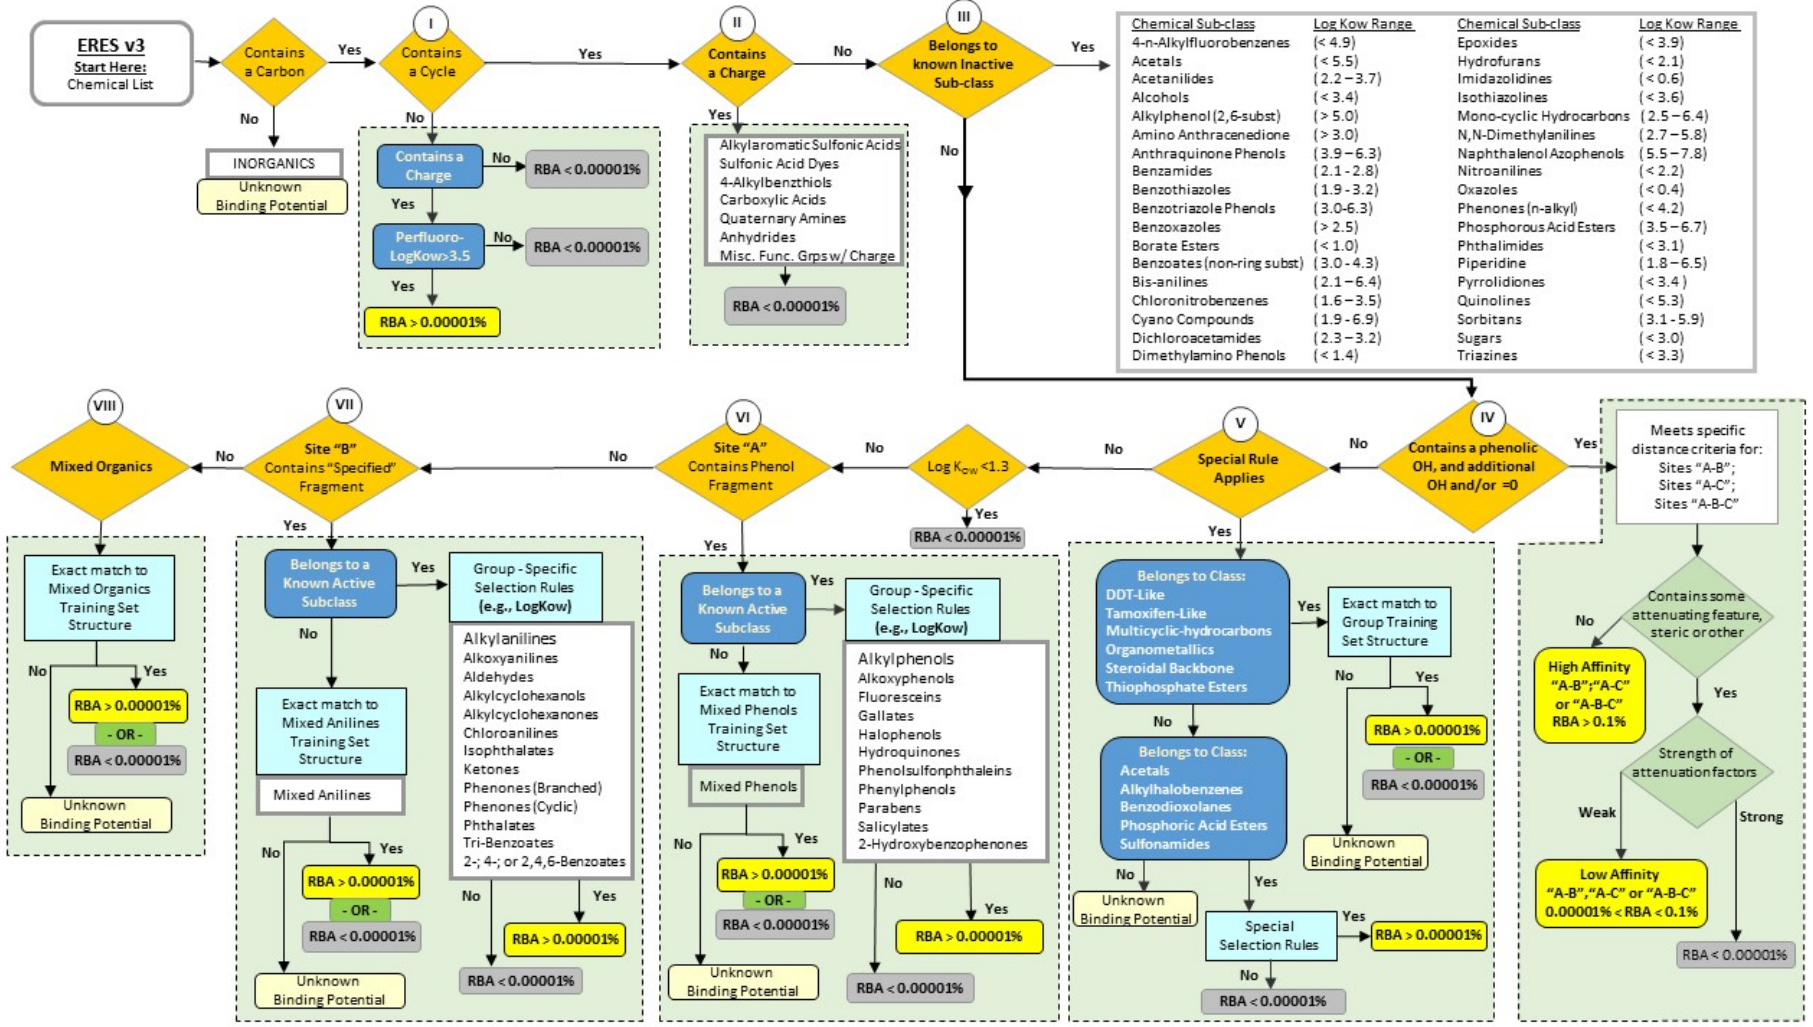 ERES v3
Start Here:
Chemical List
Contains
a Carbon
Yes
No
INORGANICS
Unknown
Binding Potential
I
Contains
a Cycle
Yes
No
Contains a
Charge
No
RBA < 0.00001%
Yes
Perfluoro-
LogKow>3.5
No
RBA < 0.00001%
Yes
RBA > 0.00001%
II
Contains
a Charge
No
Yes
Alkylaromatic Sulfonic Acids
Sulfonic Acid Dyes
4-Alkylbenzthiols
Carboxylic Acids
Quaternary Amines
Anhydrides
Misc. Func. Grps w/ Charge
RBA < 0.00001%
III
Belongs to
known Inactive
Sub-class
Yes
No
Chemical Sub-class Log Kow Range Chemical Sub-class Log Kow Range
4-n-Alkylfluorobenzenes (< 4.9) Epoxides (< 3.9)
Acetals (< 5.5) Hydrofurans (< 2.1)
Acetanilides (2.2 – 3.7) Imidazolidines (< 0.6)
Alcohols (< 3.4) Isothiazolines (< 3.6)
Alkylphenol (2,6-subst) (> 5.0) Mono-cyclic Hydrocarbons (2.5 – 6.4)
Amino Anthracenedione (> 3.0) N,N-Dimethylanilines (2.7 – 5.8)
Anthraquinone Phenols (3.9 – 6.3) Naphthalenol Azophenols (5.5 – 7.8)
Benzamides (2.1 - 2.8) Nitroanilines (< 2.2)
Benzothiazoles (1.9 - 3.2) Oxazoles (< 0.4)
Benzotriazole Phenols (3.0-6.3) Phenones (n-alkyl) (< 4.2)
Benzoxazoles (> 2.5) Phosphorous Acid Esters (3.5 – 6.7)
Borate Esters (< 1.0) Phthalimides (< 3.1)
Benzoates (non-ring subst) (3.0 - 4.3) Piperidine (1.8 – 6.5)
Bis-anilines (2.1 – 6.4) Pyrrolidiones (< 3.4)
Chloronitrobenzenes (1.6 – 3.5) Quinolines (< 5.3)
Cyano Compounds (1.9 - 6.9) Sorbitans (3.1 - 5.9)
Dichloroacetamides (2.3 – 3.2) Sugars (< 3.0)
Dimethylamino Phenols (< 1.4) Triazines (< 3.3)
VIII
Mixed Organics
No
Exact match to
Mixed Organics
Training Set
Structure
No
Yes
RBA > 0.00001%
- OR -
RBA < 0.00001%
Unknown
Binding Potential
VII
Site “B”
Contains “Specified”
Fragment
No
Yes
Belongs to a
Known Active
Subclass
Yes
No
Exact match to
Mixed Anilines
Training Set
Structure
Mixed Anilines
No
Yes
RBA > 0.00001%
- OR -
RBA < 0.00001%
Unknown
Binding Potential
Group - Specific
Selection Rules
(e.g., LogKow)
Alkylanilines
Alkoxyanilines
Aldehydes
Alkylcyclohexanols
Alkylcyclohexanones
Chloroanilines
Isophthalates
Ketones
Phenones (Branched)
Phenones (Cyclic)
Phthalates
Tri-Benzoates
2-; 4-; or 2,4,6-Benzoates
No
Yes
RBA > 0.00001%
RBA < 0.00001%
VI
Site “A”
Contains Phenol
Fragment
No
Yes
Belongs to a
Known Active
Subclass
Yes
No
Exact match to
Mixed Phenols
Training Set
Structure
Mixed Phenols
No
Yes
RBA > 0.00001%
- OR -
RBA < 0.00001%
Unknown
Binding Potential
Group - Specific
Selection Rules
(e.g., LogKow)
Alkylphenols
Alkoxyphenols
Fluoresceins
Gallates
Halophenols
Hydroquinones
Phenolsulfonphthaleins
Phenylphenols
Parabens
Salicylates
2-Hydroxybenzophenones
No
Yes
RBA > 0.00001%
RBA < 0.00001%
Log Kow <1.3
No
Yes
RBA < 0.00001%
V
Special Rule
Applies
No
Yes
Belongs to Class:
DDT-Like
Tamoxifen-Like
Multicyclic-hydrocarbons
Organometallics
Steroidal Backbone
Thiophosphate Esters
Yes
Exact match to
Group Training
Set Structure
No
Yes
RBA > 0.00001%
- OR -
RBA < 0.00001%
Unknown
Binding Potential
No
Belongs to Class:
Acetals
Alkylhalobenzenes
Benzodioxolanes
Phosphoric Acid Esters
Sulfonamides
No
Yes
Unknown
Binding Potential
Special
Selection Rules
Yes
RBA > 0.00001%
No
RBA < 0.00001%
IV
Contains a phenolic
OH, and additional
OH and/or =0
No
Yes
Meets specific
distance criteria for:
Sites “A-B”;
Sites “A-C”;
Sites “A-B-C”
Contains some
attenuating feature,
steric or other
No
High Affinity
“A-B”;“A-C”
or “A-B-C”
RBA > 0.1%
Yes
Strength of
attenuation factors
Weak
Strong
Low Affinity
“A-B”,“A-C” or “A-B-C”
0.00001% < RBA < 0.1%
RBA < 0.00001%